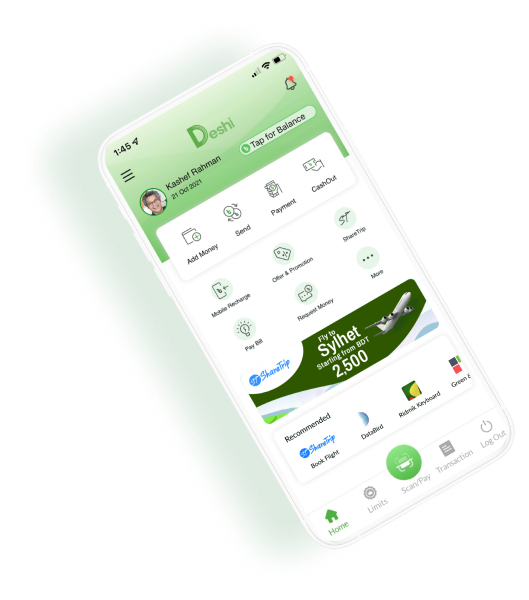 1:45
Deshi
Tap for Balance
Kashef Rahman
21 Oct 2021
Add Money
Send
Payment
CashOut
Mobile Recharge
Offer & Promotion
ShareTrip
Pay Bill
Request Money
More
ST ShareTrip
Fly to
Sylhet
Starting from BDT
2,500
Recommended
ST ShareTrip
Book Flight
DataBird
Ridmik Keyboard
Green
Home
Limits
Scan/Pay
Transaction
Log Out